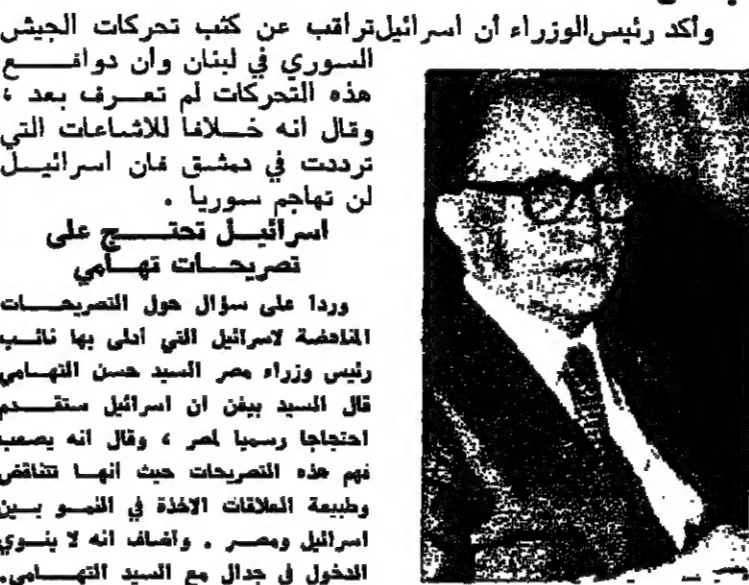 وأكد رئيس الوزراء أن اسرائيل تراقب عن كثب تحركات الجيش
السوري في لبنان وان دوافع
هذه التحركات لم تعرف بعد ،
وقال انه خلافا للاشاعات التي
ترددت في دمشق فان اسرائيل
لن تهاجم سوريا .
اسرائيل تحتج على
تصريحات تهامي
وردا على سؤال حول التصريحات
المناهضة لاسرائيل التي أدلى بها نائب
رئيس وزراء مصر السيد حسن التهامي
قال السيد بيغن ان اسرائيل ستقدم
احتجاجا رسميا لمصر ، وقال انه يصعب
فهم هذه التصريحات حيث انها تتناقض
وطبيعة العلاقات الاخذة في النمو بين
اسرائيل ومصر . وأضاف انه لا ينوي
الدخول في جدال مع السيد التهامي.